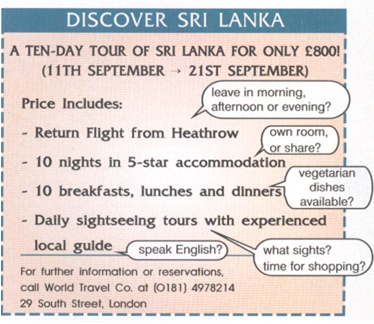 DISCOVER SRI LANKA
A TEN-DAY TOUR OF SRI LANKA FOR ONLY £800!
(11TH SEPTEMBER → 21ST SEPTEMBER)
leave in morning,
afternoon or evening?
Price Includes:
- Return Flight from Heathrow
own room,
or share?
- 10 nights in 5-star accommodation
vegetarian
dishes
available?
- 10 breakfasts, lunches and dinners
- Daily sightseeing tours with experienced
local guide
speak English?
what sights?
time for shopping?
For further information or reservations,
call World Travel Co. at (0181) 4978214
29 South Street, London